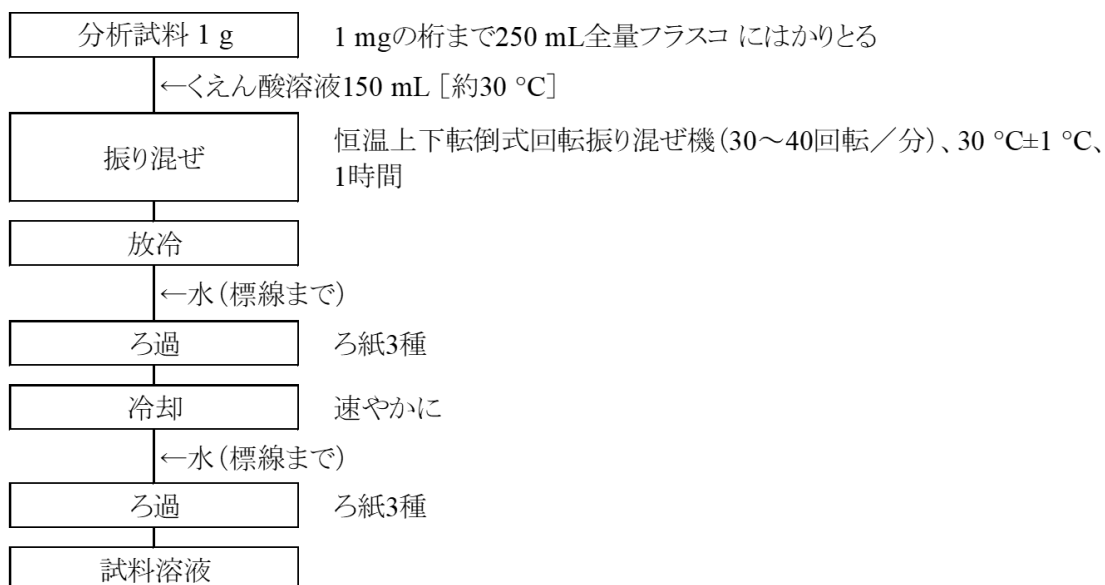 分析試料 1 g 1 mgの桁まで250 mL全量フラスコ にはかりとる
←くえん酸溶液150 mL [約30 °C]
振り混ぜ 恒温上下転倒式回転振り混ぜ機(30~40回転/分)、30 °C±1 °C、
1時間
放冷
←水(標線まで)
ろ過 ろ紙3種
冷却 速やかに
←水(標線まで)
ろ過 ろ紙3種
試料溶液